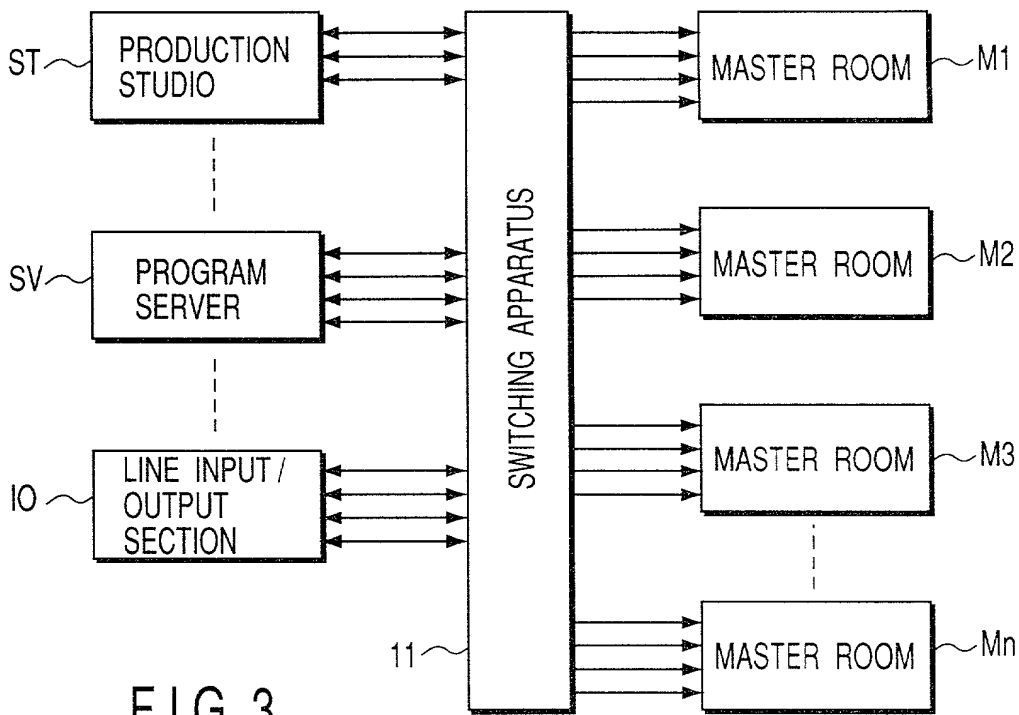 ST
PRODUCTION
STUDIO
SV
PROGRAM
SERVER
IO
LINE INPUT/
OUTPUT
SECTION
SWITCHING APPARATUS
11
MASTER ROOM
M1
MASTER ROOM
M2
MASTER ROOM
M3
MASTER ROOM
Mn
FIG.3